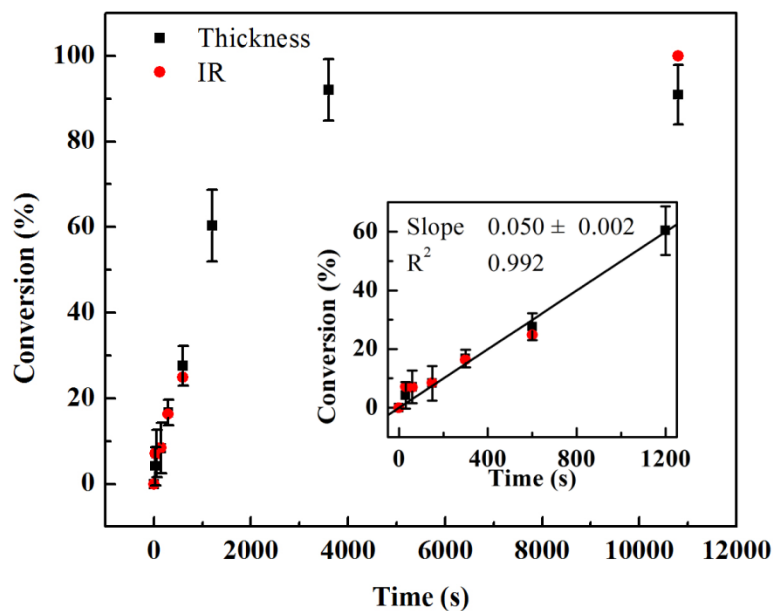 Thickness
IR
100
80
60
40
20
0
Conversion (%)
0 2000 4000 6000 8000 10000 12000
Time (s)
Slope 0.050 ± 0.002
R² 0.992
60
40
20
0
Conversion (%)
0 400 800 1200
Time (s)